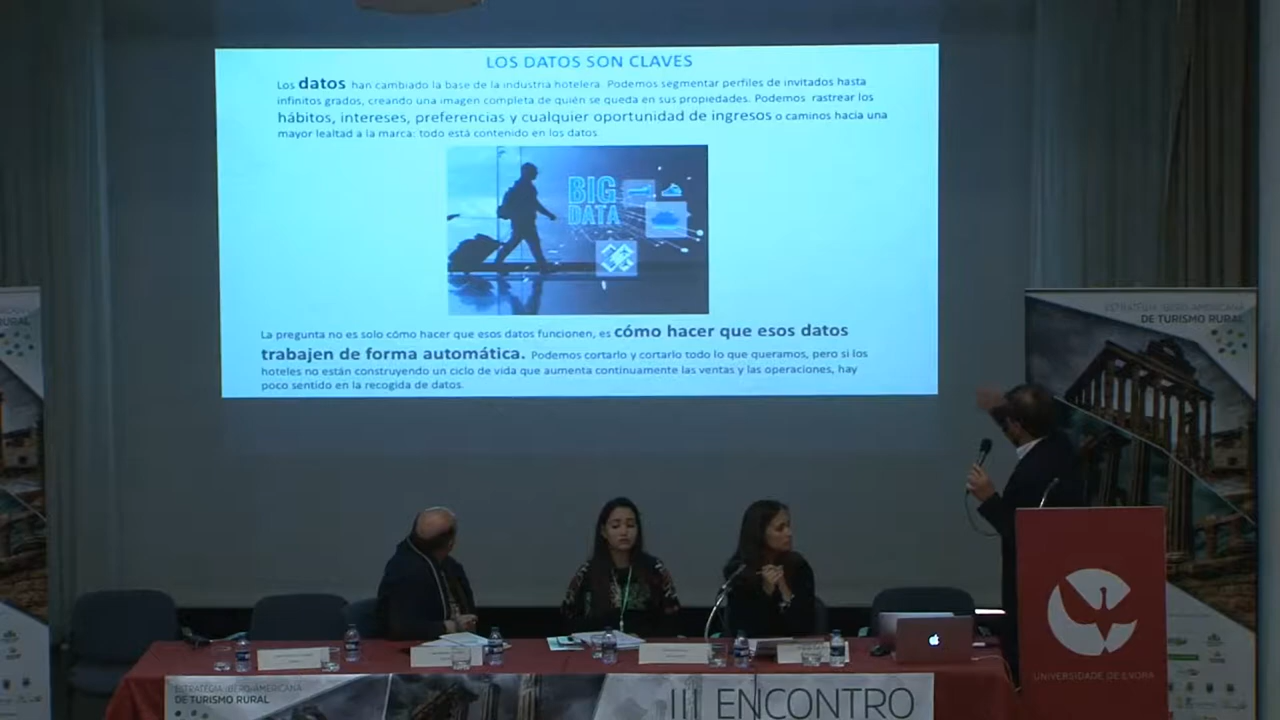 LOS DATOS SON CLAVES
Los datos han cambiado la base de la industria hotelera. Podemos segmentar perfiles de invitados hasta
infinitos grados, creando una imagen completa de quién se queda en sus propiedades. Podemos rastrear los
hábitos, intereses, preferencias y cualquier oportunidad de ingresos o caminos hacia una
mayor lealtad a la marca: todo está contenido en los datos.
BIG
DATA
La pregunta no es solo cómo hacer que esos datos funcionen, es cómo hacer que esos datos
trabajen de forma automática. Podemos cortarlo y cortarlo todo lo que queramos, pero si los
hoteles no están construyendo un ciclo de vida que aumenta continuamente las ventas y las operaciones, hay
poco sentido en la recogida de datos.
RURAL
ESTRATÉGIA IBERO-AMERICANA
DE TURISMO RURAL
UNIVERSIDADE DE ÉVORA
ESTRATÉGIA IBERO-AMERICANA
DE TURISMO RURAL
III ENCONTRO